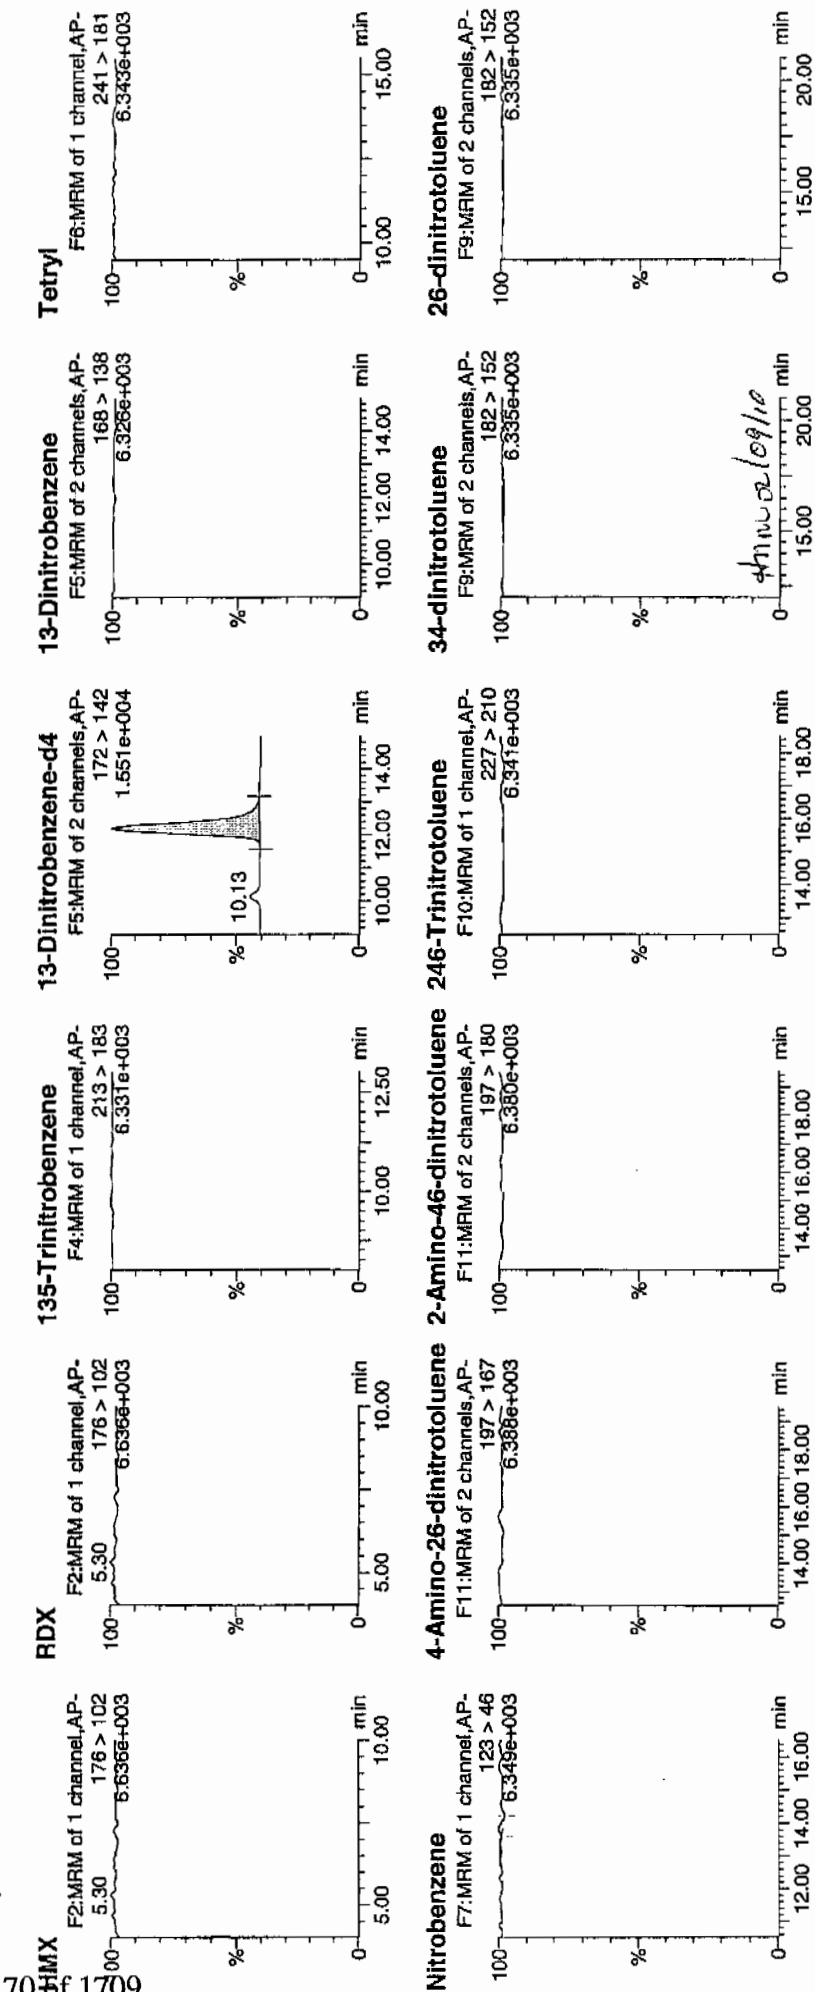 HMX
F2:MRM of 1 channel,AP-
176 > 102
6.636e+003
5.30
%
0
5.00
10.00
min
RDX
F2:MRM of 1 channel,AP-
176 > 102
6.636e+003
100
5.30
%
0
5.00
10.00
min
135-Trinitrobenzene
F4:MRM of 1 channel,AP-
213 > 183
6.331e+003
100
%
0
10.00
12.50
min
13-Dinitrobenzene-d4
F5:MRM of 2 channels,AP-
172 > 142
1.551e+004
100
%
10.13
0
10.00
12.00
14.00
min
13-Dinitrobenzene
F5:MRM of 2 channels,AP-
168 > 138
6.326e+003
100
%
0
10.00
12.00
14.00
min
Tetryl
F6:MRM of 1 channel,AP-
241 > 181
6.343e+003
100
%
0
10.00
15.00
min
Nitrobenzene
F7:MRM of 1 channel,AP-
123 > 46
6.349e+003
100
%
0
12.00
14.00
16.00
min
4-Amino-26-dinitrotoluene
F11:MRM of 2 channels,AP-
197 > 167
6.388e+003
100
%
0
14.00
16.00
18.00
min
2-Amino-46-dinitrotoluene
F11:MRM of 2 channels,AP-
197 > 180
6.380e+003
100
%
0
14.00
16.00
18.00
min
246-Trinitrotoluene
F10:MRM of 1 channel,AP-
227 > 210
6.341e+003
100
%
0
14.00
16.00
18.00
min
34-dinitrotoluene
F9:MRM of 2 channels,AP-
182 > 152
6.335e+003
100
%
02/09/10
0
15.00
20.00
min
26-dinitrotoluene
F9:MRM of 2 channels,AP-
182 > 152
6.335e+003
100
%
0
15.00
20.00
min
of 1709